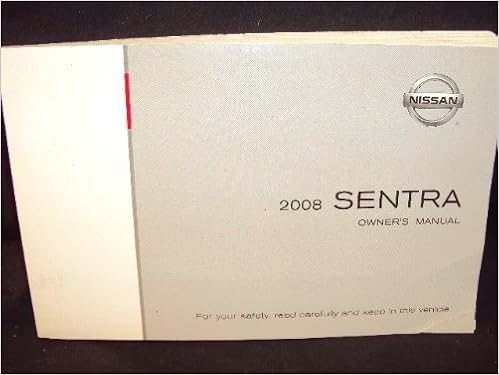 NISSAN
2008 SENTRA
OWNER'S MANUAL
For your safety, read carefully and keep in this vehicle.